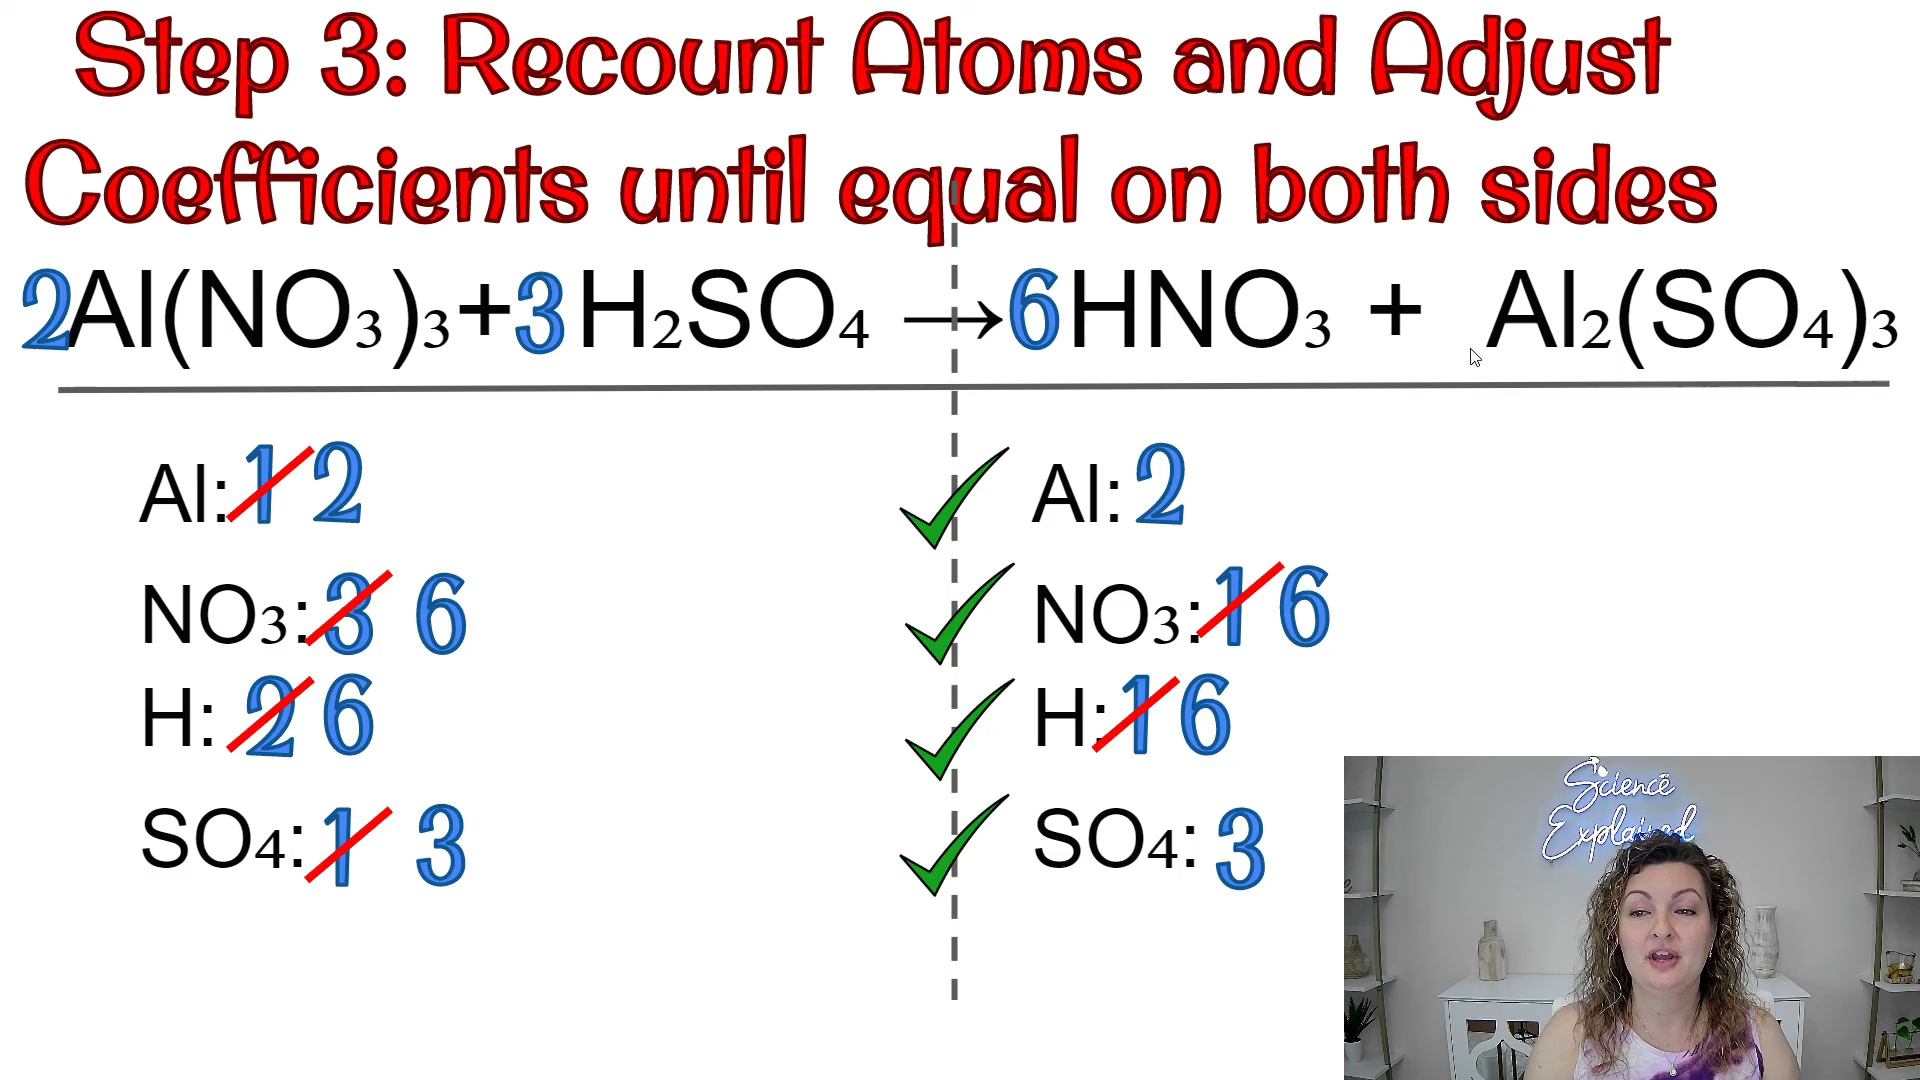 Step 3: Recount Atoms and Adjust
Coefficients until equal on both sides
2Al(NO₃)₃+3H₂SO₄ →6HNO₃ + Al₂(SO₄)₃
Al: 1 2
Al: 2
NO₃: 3 6
NO₃: 1 6
H: 2 6
H: 1 6
SO₄: 1 3
SO₄: 3
Science
Explained